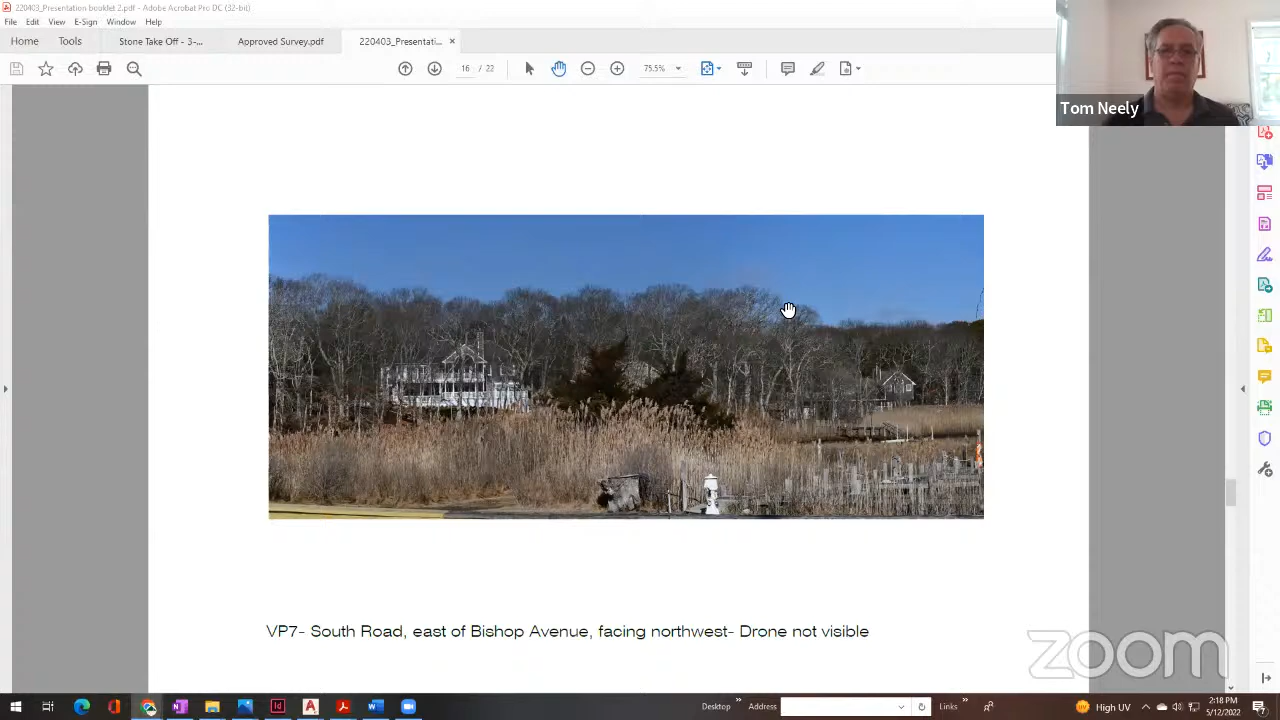 220403_Presentation booklet 2.pdf - Adobe Acrobat Pro DC (32-bit)
File Edit View E-Sign Window Help
Home Tools Stone Take Off - 3-... Approved Survey.pdf 220403_Presentati... ×
16 / 22 75.5%
Tom Neely
VP7- South Road, east of Bishop Avenue, facing northwest- Drone not visible
zoom
Desktop Address Links High UV 2:18 PM
5/12/2022